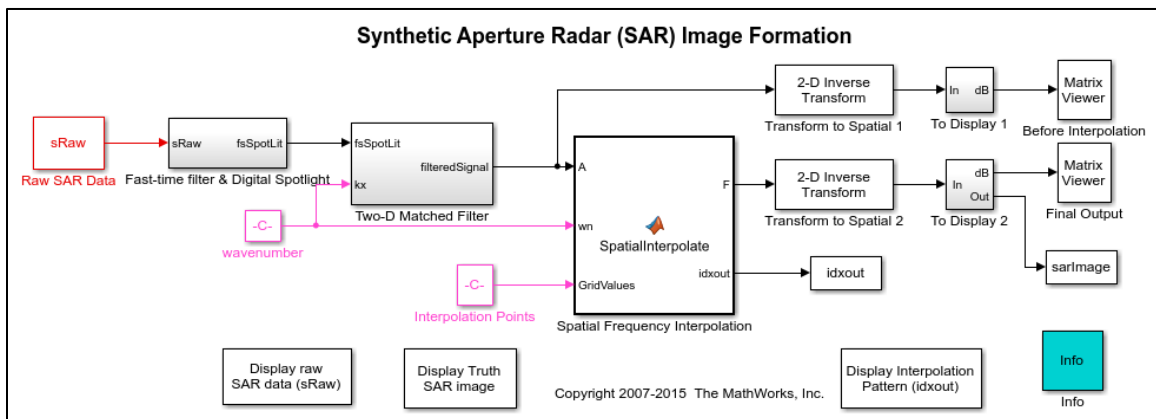 Synthetic Aperture Radar (SAR) Image Formation
sRaw
Raw SAR Data
sRaw
fsSpotLit
Fast-time filter & Digital Spotlight
fsSpotLit
kx
filteredSignal
Two-D Matched Filter
-C-
wavenumber
-C-
Interpolation Points
A
wn
GridValues
SpatialInterpolate
F
idxout
Spatial Frequency Interpolation
2-D Inverse
Transform
Transform to Spatial 1
In
dB
To Display 1
Matrix
Viewer
Before Interpolation
2-D Inverse
Transform
Transform to Spatial 2
In
dB
Out
To Display 2
Matrix
Viewer
Final Output
sarImage
idxout
Display raw
SAR data (sRaw)
Display Truth
SAR image
Copyright 2007-2015 The MathWorks, Inc.
Display Interpolation
Pattern (idxout)
Info
Info